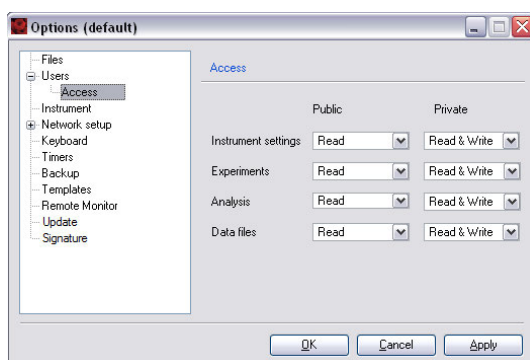 Options (default)
Files
Users
Access
Instrument
Network setup
Keyboard
Timers
Backup
Templates
Remote Monitor
Update
Signature
Access
Public Private
Instrument settings Read Read & Write
Experiments Read Read & Write
Analysis Read Read & Write
Data files Read Read & Write
OK Cancel Apply